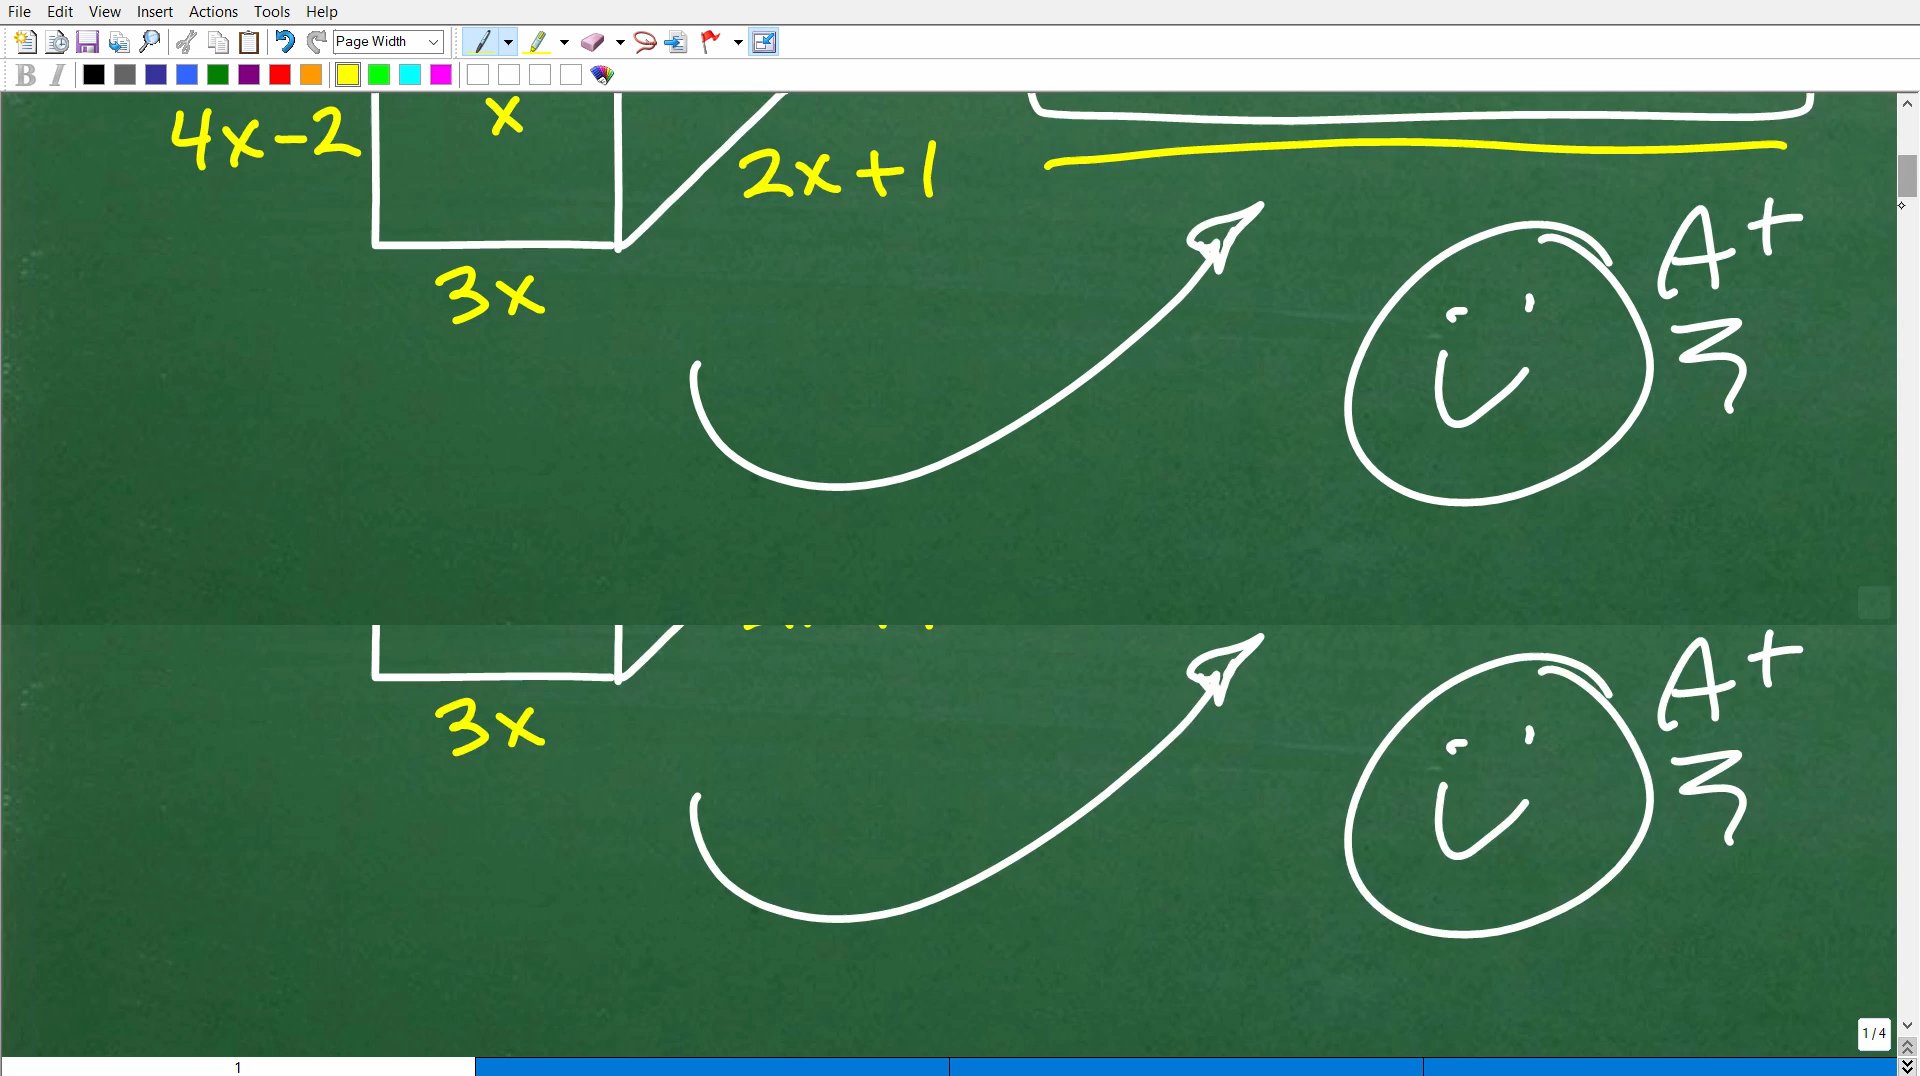 File Edit View Insert Actions Tools Help
Page Width
B I
4x-2
x
2x+1
3x
A+
3x
A+
1 / 4
1